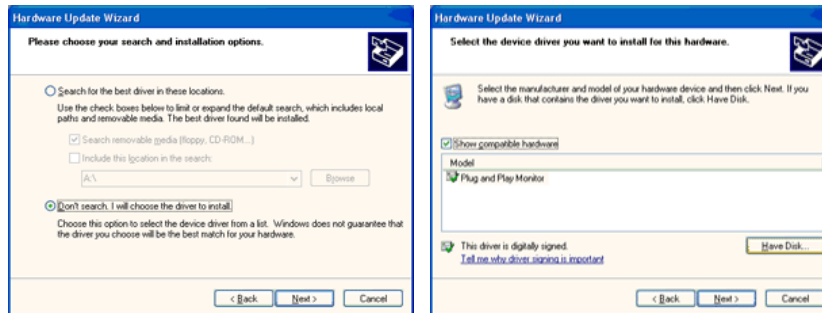 Hardware Update Wizard
Please choose your search and installation options.
Search for the best driver in these locations.
Use the check boxes below to limit or expand the default search, which includes local
paths and removable media. The best driver found will be installed.
Search removable media (floppy, CD-ROM...)
Include this location in the search:
A:\
Browse
Don't search. I will choose the driver to install.
Choose this option to select the device driver from a list. Windows does not guarantee that
the driver you choose will be the best match for your hardware.
< Back
Next >
Cancel
Hardware Update Wizard
Select the device driver you want to install for this hardware.
Select the manufacturer and model of your hardware device and then click Next. If you
have a disk that contains the driver you want to install, click Have Disk.
Show compatible hardware
Model
Plug and Play Monitor
This driver is digitally signed.
Tell me why driver signing is important
Have Disk...
< Back
Next >
Cancel